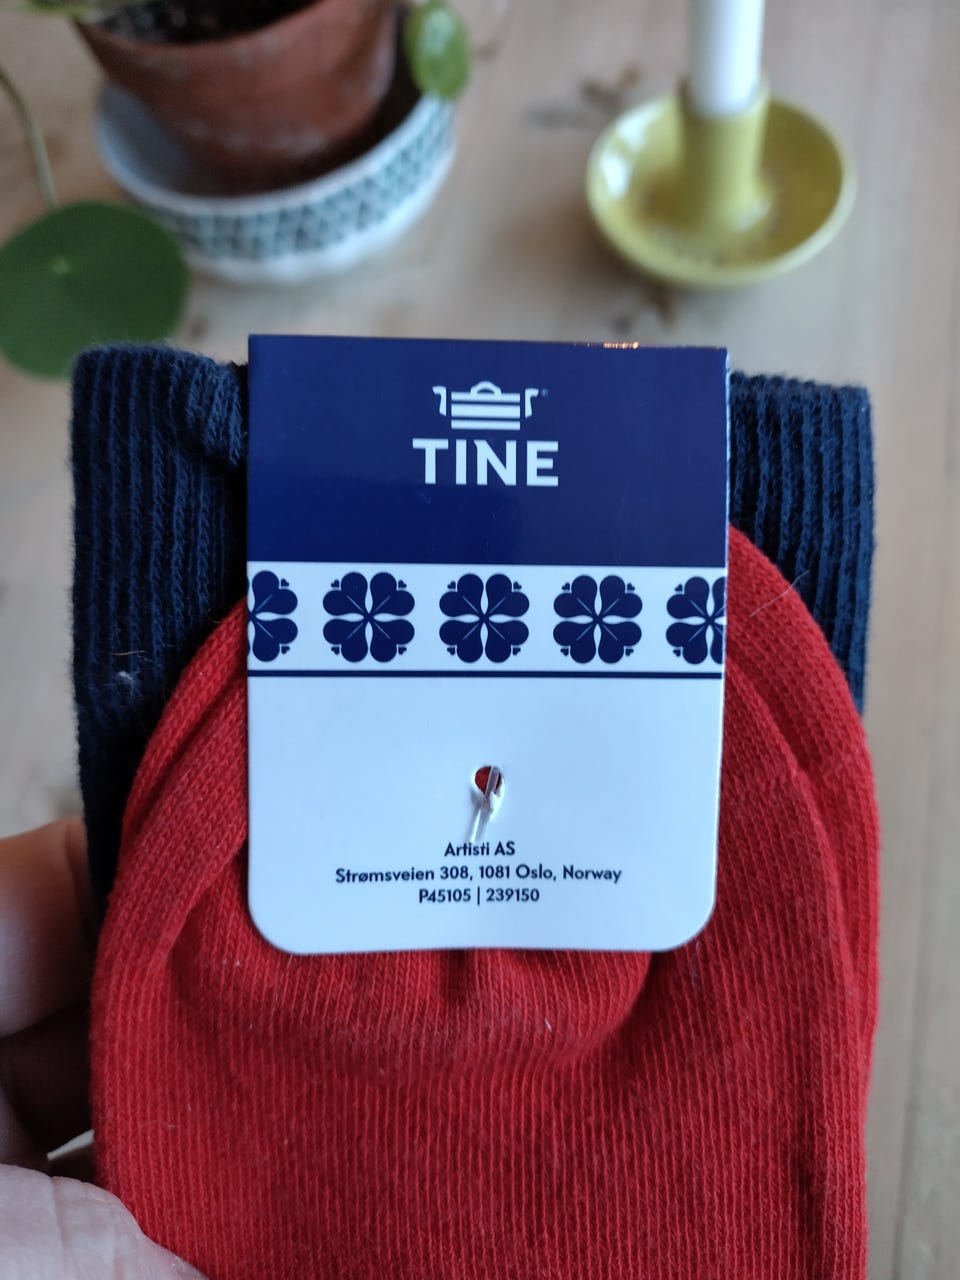 TINE
Artisti AS
Strømsveien 308, 1081 Oslo, Norway
P45105 | 239150